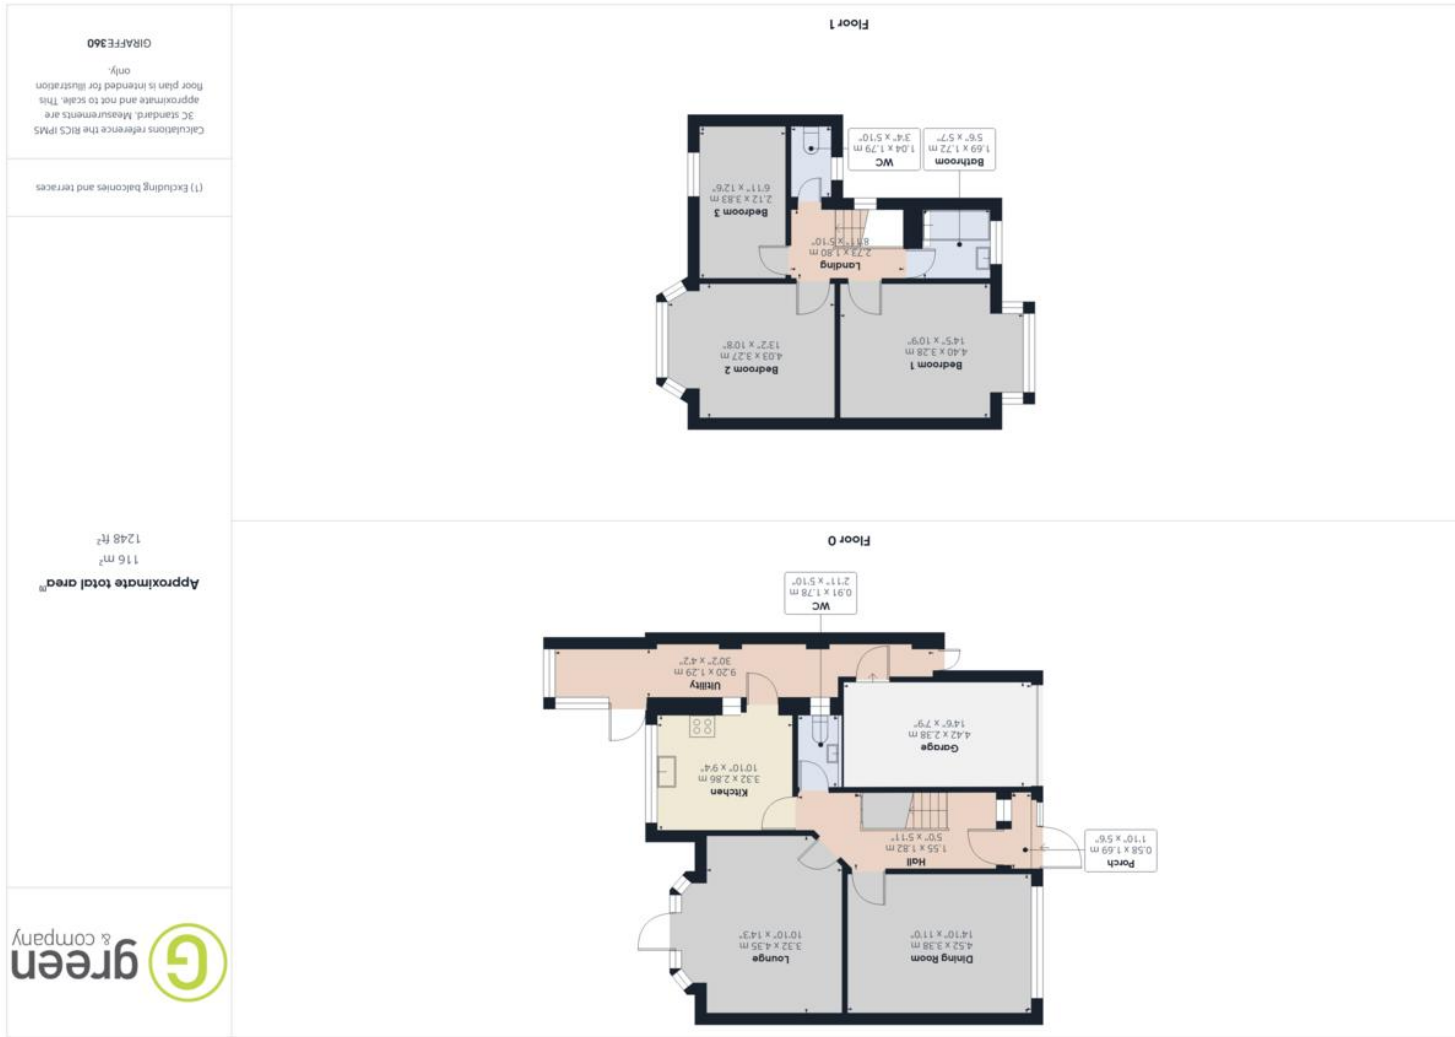 Dining Room
4.52 x 3.38 m
14'10" x 11'0"
Lounge
3.32 x 4.35 m
10'10" x 14'3"
Porch
0.58 x 1.69 m
1'10" x 5'6"
Hall
1.55 x 1.82 m
5'0" x 5'11"
Kitchen
3.32 x 2.86 m
10'10" x 9'4"
Garage
4.42 x 2.38 m
14'6" x 7'9"
Ultility
9.20 x 1.29 m
30'2" x 4'2"
WC
0.91 x 1.78 m
2'11" x 5'10"
Floor 0
Bedroom 1
4.40 x 3.28 m
14'5" x 10'9"
Bedroom 2
4.03 x 3.27 m
13'2" x 10'8"
Landing
2.73 x 1.80 m
8'11" x 5'10"
Bedroom 3
2.12 x 3.83 m
6'11" x 12'6"
Bathroom
1.69 x 1.72 m
5'6" x 5'7"
WC
1.04 x 1.79 m
3'4" x 5'10"
Floor 1
G green
& company
Approximate total area(1)
116 m²
1248 ft²
(1) Excluding balconies and terraces
Calculations reference the RICS IPMS
3C standard. Measurements are
approximate and not to scale. This
floor plan is intended for illustration
only.
GIRAFFE360